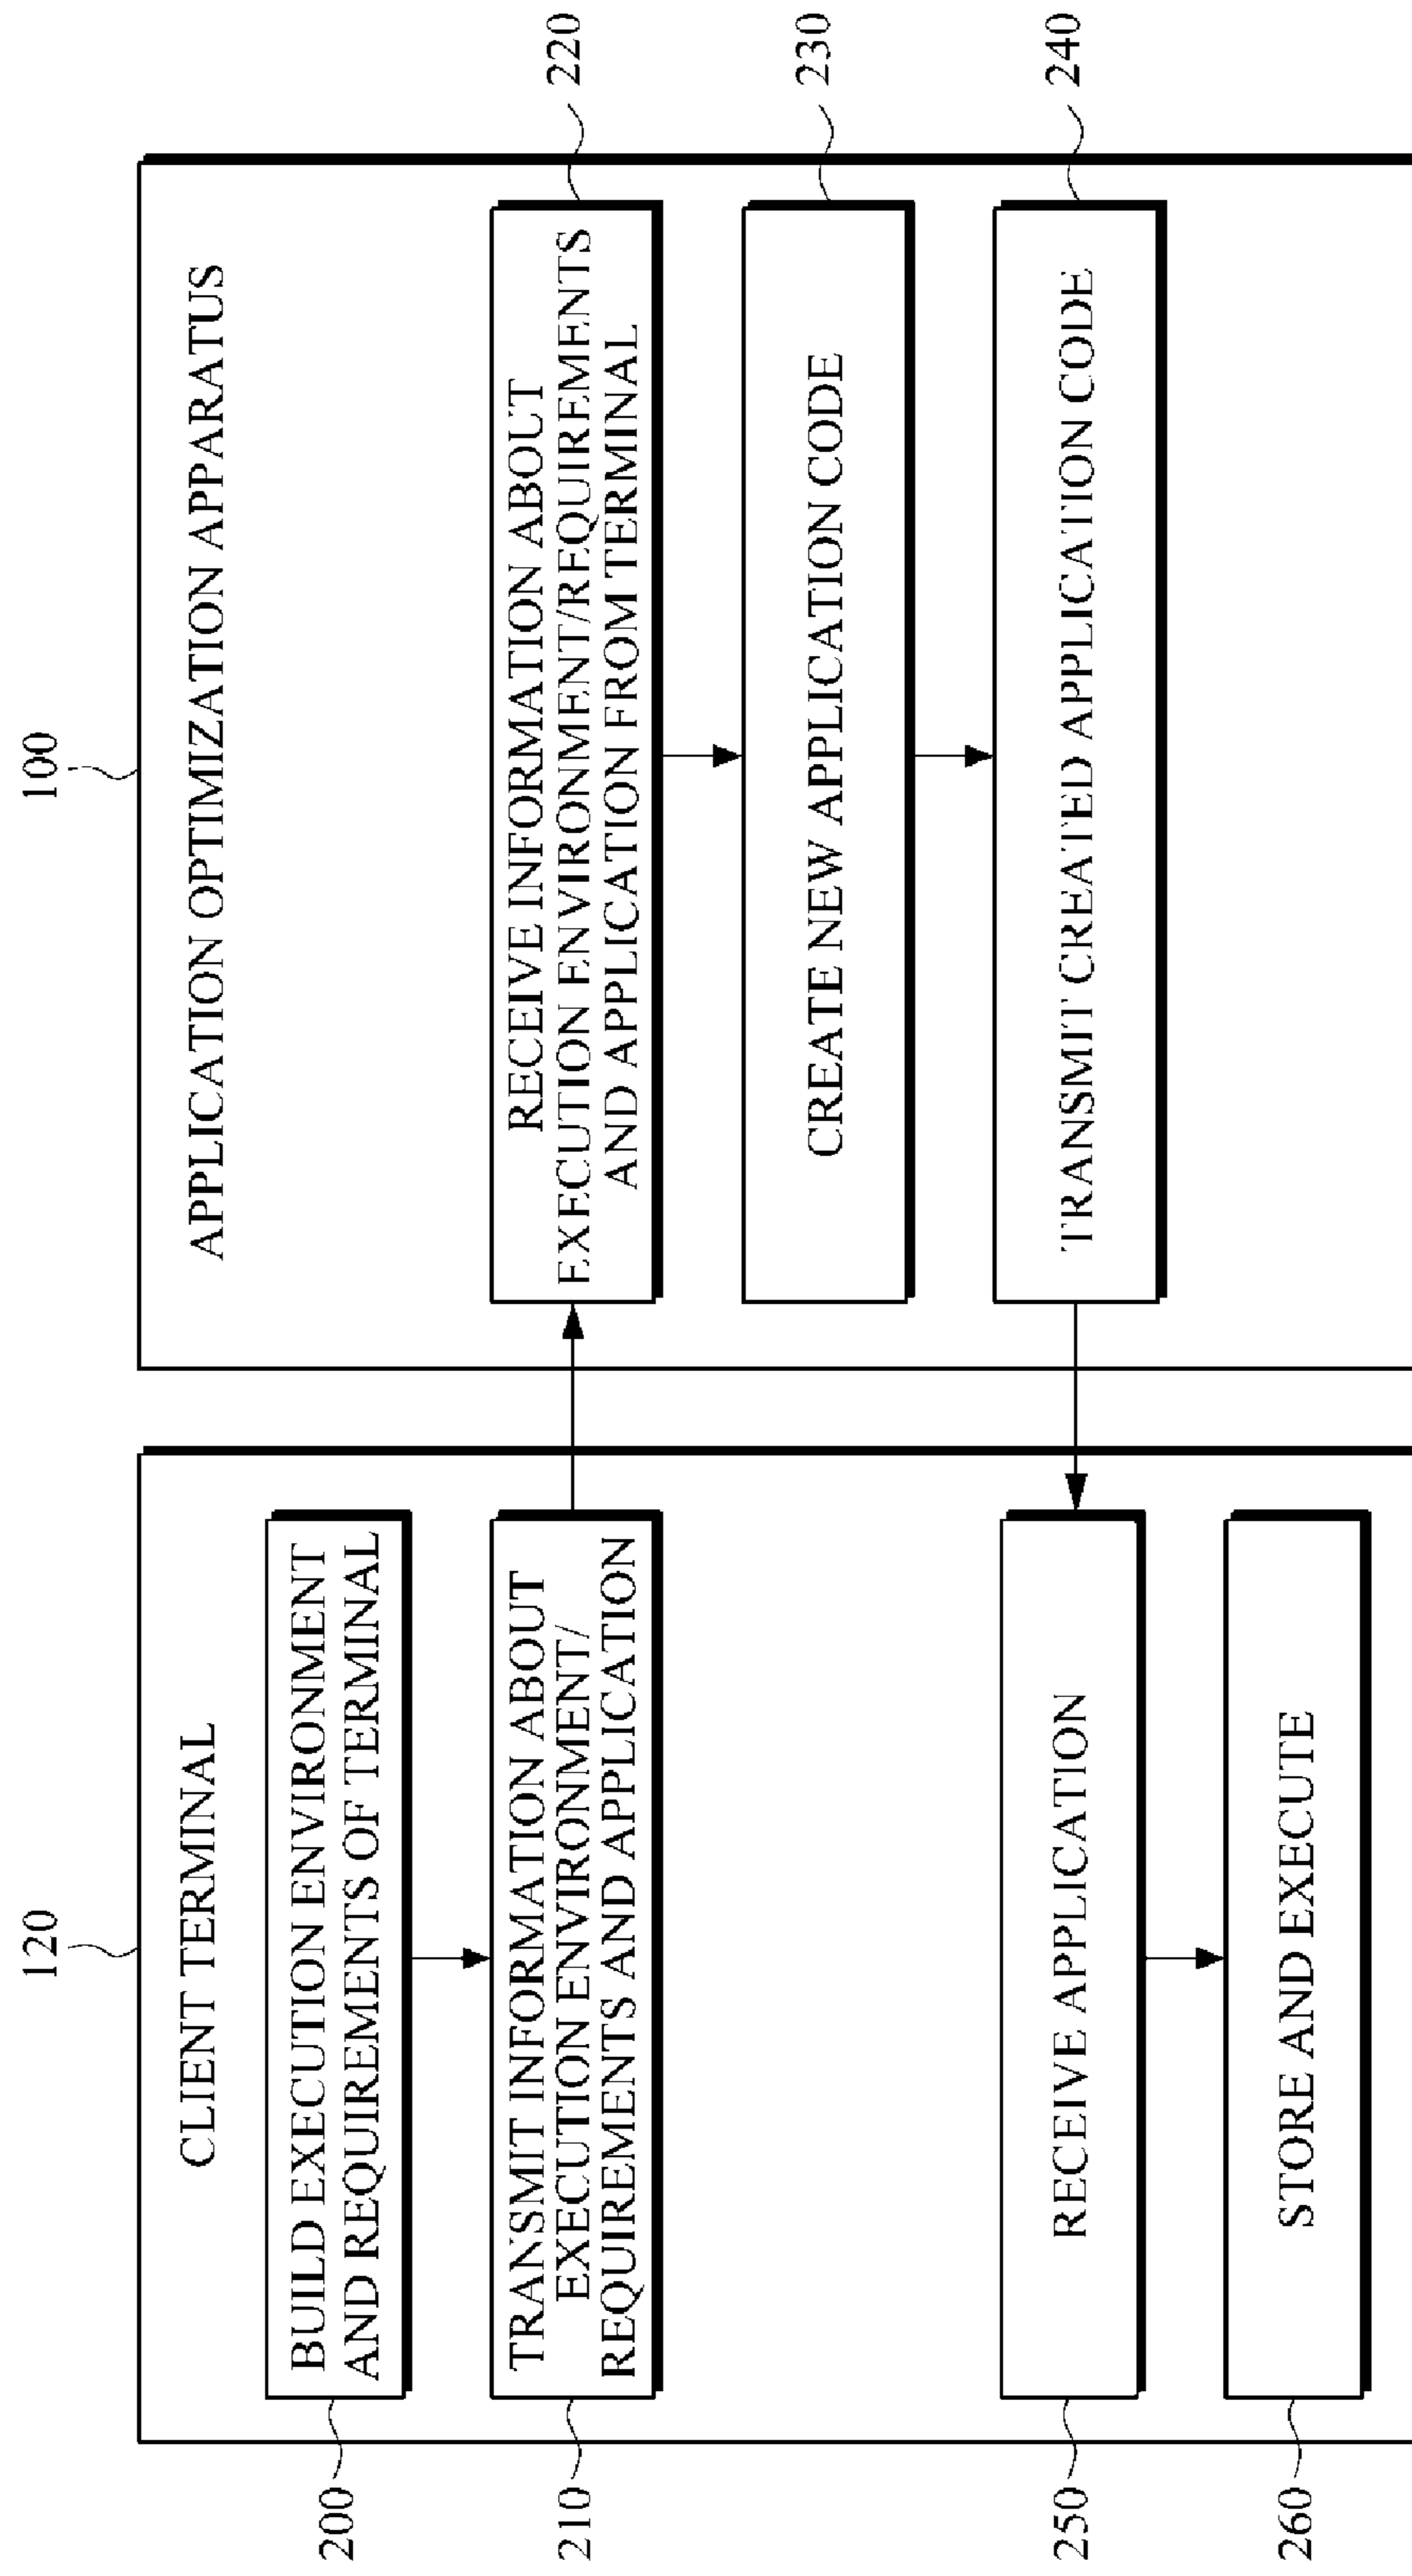 120
100
CLIENT TERMINAL
APPLICATION OPTIMIZATION APPARATUS
200
BUILD EXECUTION ENVIRONMENT
AND REQUIREMENTS OF TERMINAL
210
TRANSMIT INFORMATION ABOUT
EXECUTION ENVIRONMENT/
REQUIREMENTS AND APPLICATION
RECEIVE INFORMATION ABOUT
EXECUTION ENVIRONMENT/REQUIREMENTS
AND APPLICATION FROM TERMINAL
220
CREATE NEW APPLICATION CODE
230
250
RECEIVE APPLICATION
TRANSMIT CREATED APPLICATION CODE
240
260
STORE AND EXECUTE